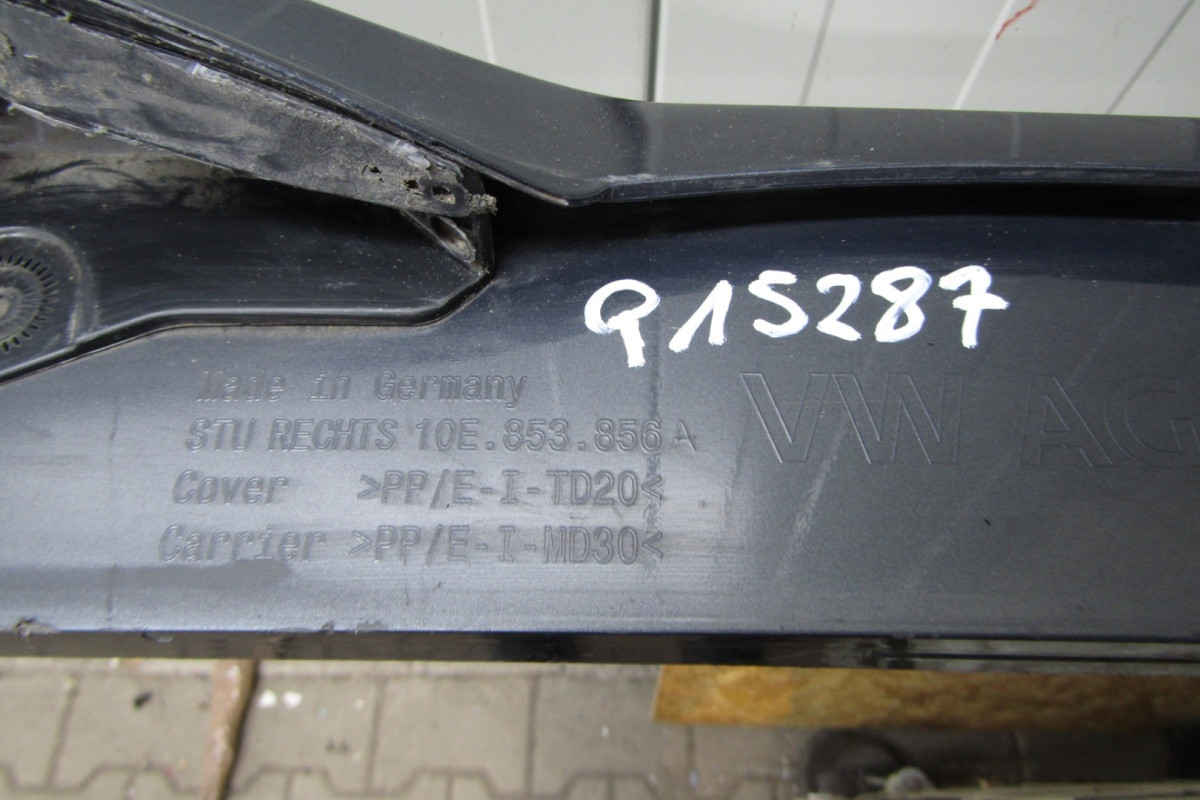 Q15287
Made in Germany
STU RECHTS 10E.853.856 A
VW AG
Cover >PP/E-I-TD20<
Carrier >PP/E-I-MD30<